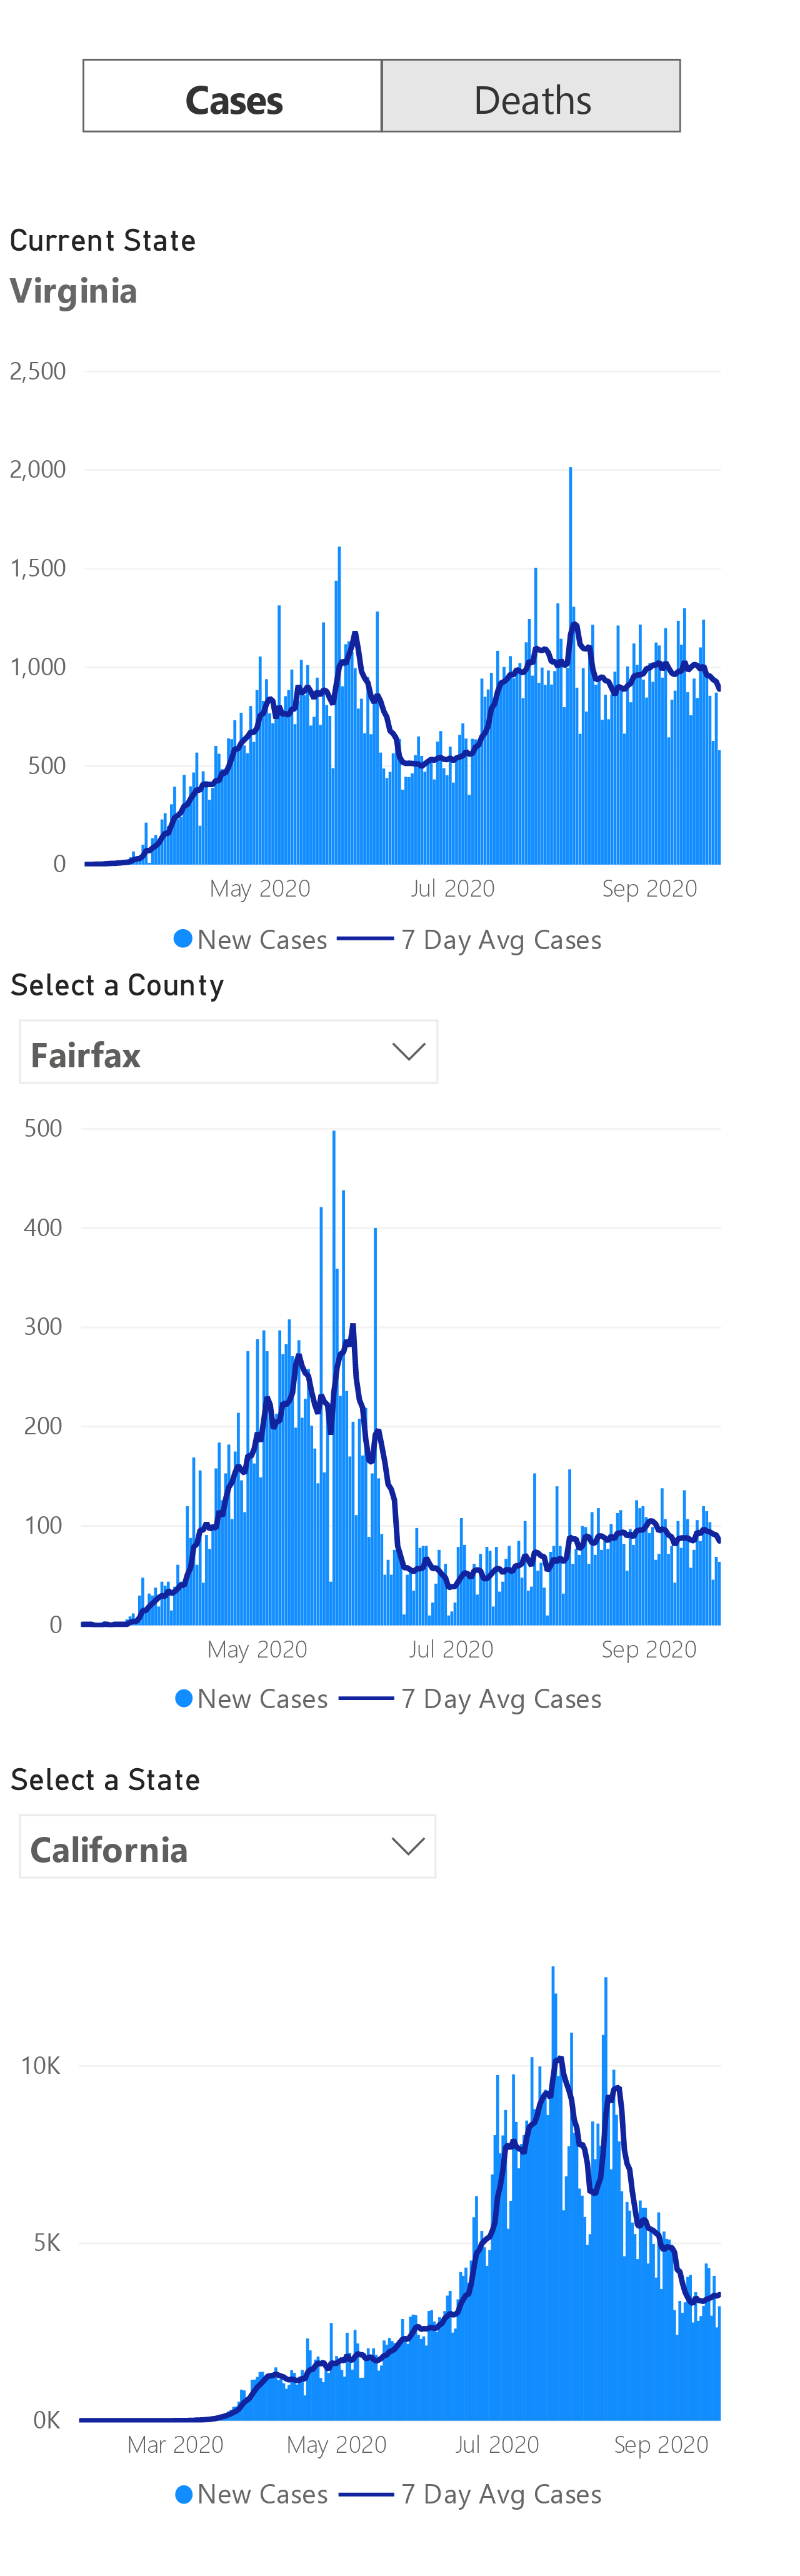 Cases Deaths
Current State
Virginia
2,500
2,000
1,500
1,000
500
0
May 2020 Jul 2020 Sep 2020
New Cases 7 Day Avg Cases
Select a County
Fairfax
500
400
300
200
100
0
May 2020 Jul 2020 Sep 2020
New Cases 7 Day Avg Cases
Select a State
California
10K
5K
0K
Mar 2020 May 2020 Jul 2020 Sep 2020
New Cases 7 Day Avg Cases